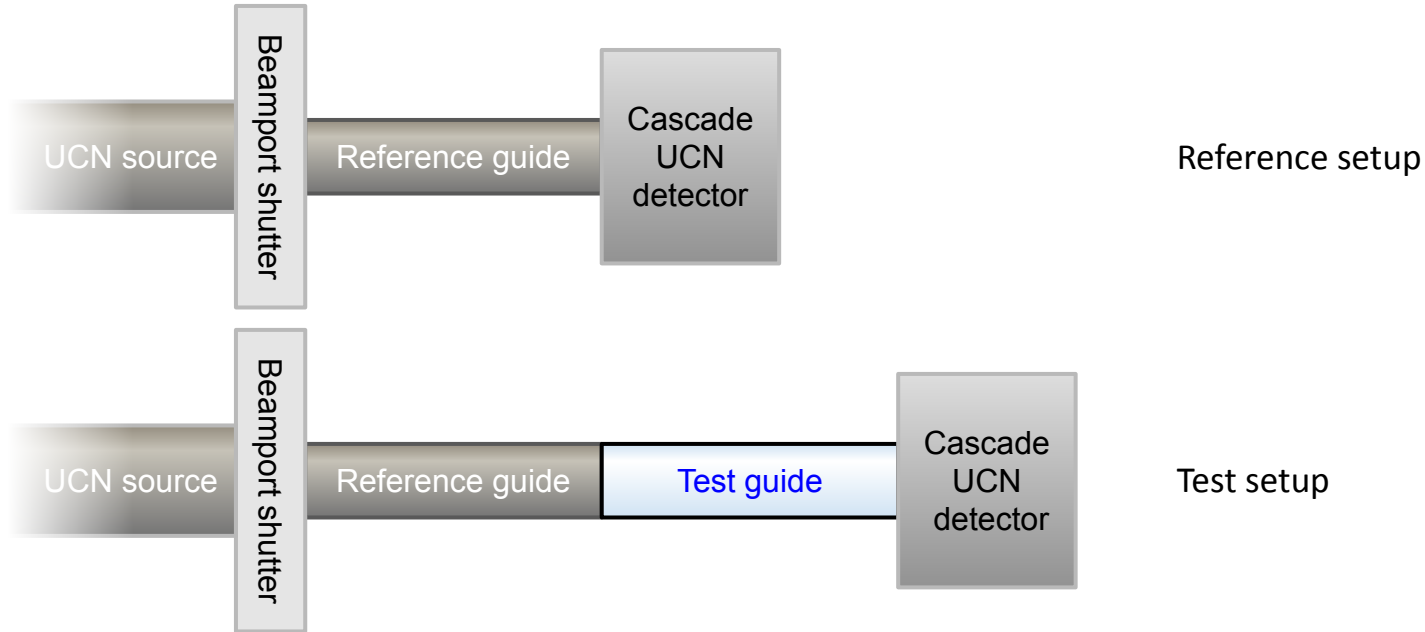 UCN source
Beamport shutter
Reference guide
Cascade
UCN
detector
Reference setup
UCN source
Beamport shutter
Reference guide
Test guide
Cascade
UCN
detector
Test setup